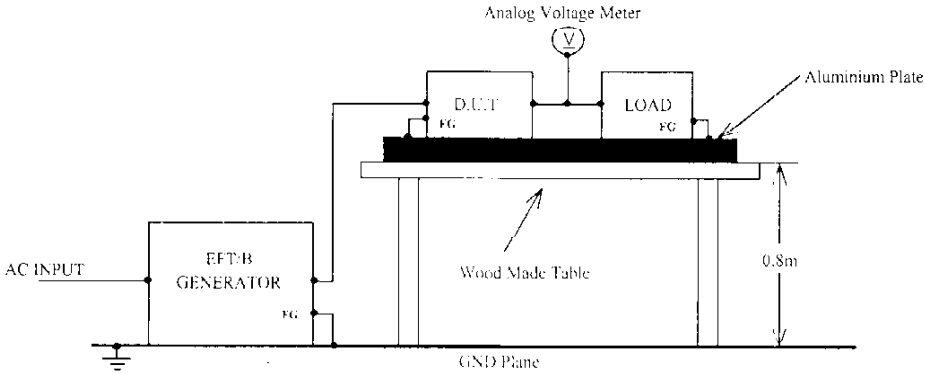 Analog Voltage Meter
V
Aluminium Plate
D.U.T
LOAD
FG
FG
0.8m
EFT/B
GENERATOR
AC INPUT
Wood Made Table
FG
GND Plane